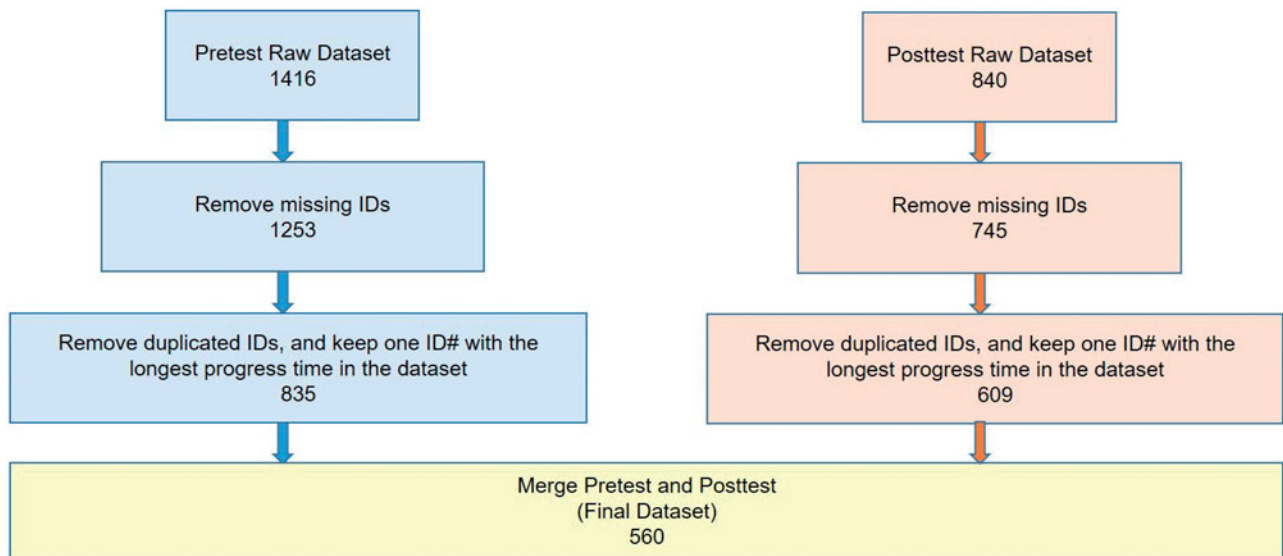 Pretest Raw Dataset
1416
Remove missing IDs
1253
Remove duplicated IDs, and keep one ID# with the
longest progress time in the dataset
835
Posttest Raw Dataset
840
Remove missing IDs
745
Remove duplicated IDs, and keep one ID# with the
longest progress time in the dataset
609
Merge Pretest and Posttest
(Final Dataset)
560